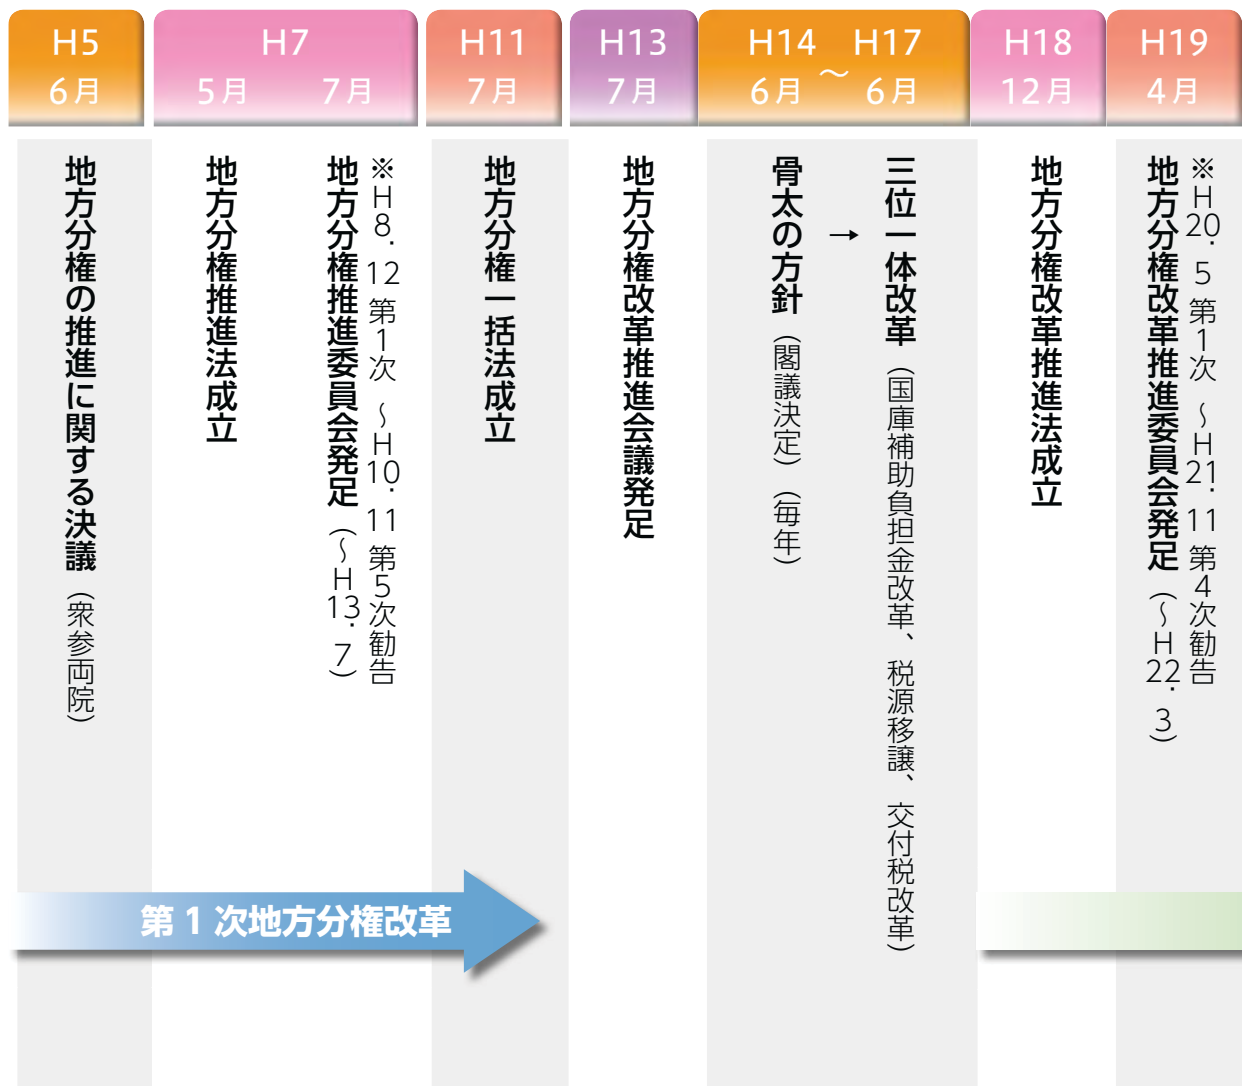 H5
6月
H7
5月 7月
H11
7月
H13
7月
H14 H17
～
6月 6月
H18
12月
H19
4月
地方分権の推進に関する決議（衆参両院）
地方分権推進法成立
※H8．12 第1次 ～H10．11 第5次勧告
地方分権推進委員会発足（～H13．7）
地方分権一括法成立
地方分権改革推進会議発足
骨太の方針（閣議決定）（毎年）
→
三位一体改革（国庫補助負担金改革、税源移譲、交付税改革）
地方分権改革推進法成立
※H20．5 第1次 ～H21．11 第4次勧告
地方分権改革推進委員会発足（～H22．3）
第 1 次地方分権改革